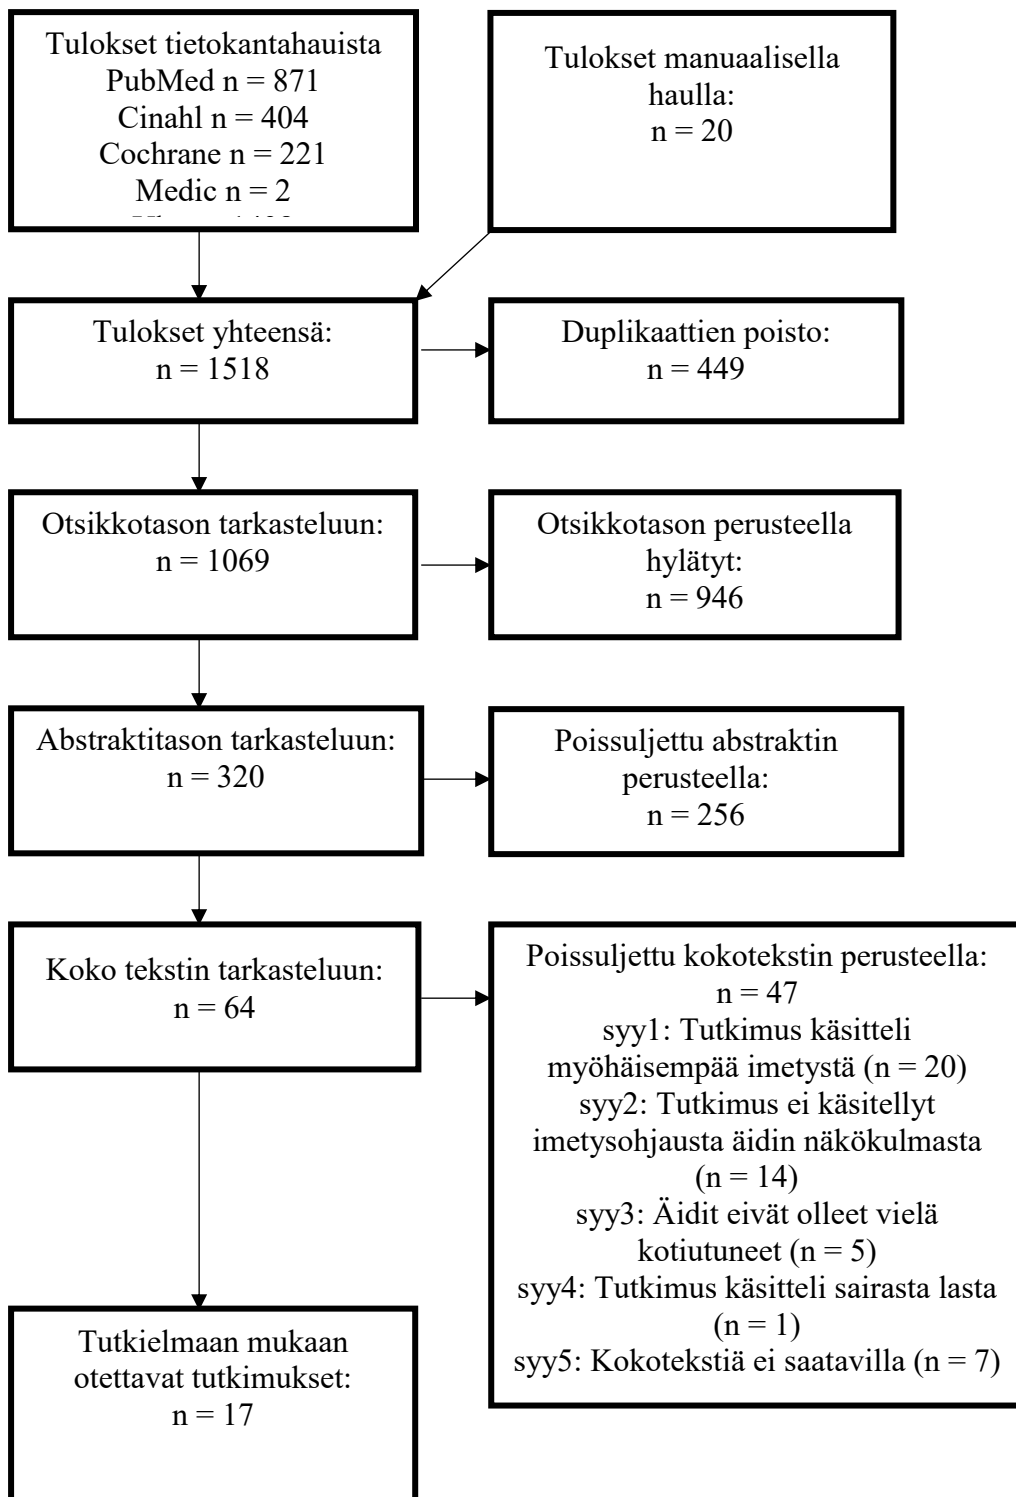 Tulokset tietokantahauista
PubMed n = 871
Cinahl n = 404
Cochrane n = 221
Medic n = 2
Tulokset manuaalisella
haulla:
n = 20
Tulokset yhteensä:
n = 1518
Duplikaattien poisto:
n = 449
Otsikkotason tarkasteluun:
n = 1069
Otsikkotason perusteella
hylätyt:
n = 946
Abstraktitason tarkasteluun:
n = 320
Poissuljettu abstraktin
perusteella:
n = 256
Koko tekstin tarkasteluun:
n = 64
Poissuljettu kokotekstin perusteella:
n = 47
syy1: Tutkimus käsitteli
myöhäisempää imetystä (n = 20)
syy2: Tutkimus ei käsitellyt
imetysohjausta äidin näkökulmasta
(n = 14)
syy3: Äidit eivät olleet vielä
kotiutuneet (n = 5)
syy4: Tutkimus käsitteli sairasta lasta
(n = 1)
syy5: Kokotekstiä ei saatavilla (n = 7)
Tutkielmaan mukaan
otettavat tutkimukset:
n = 17